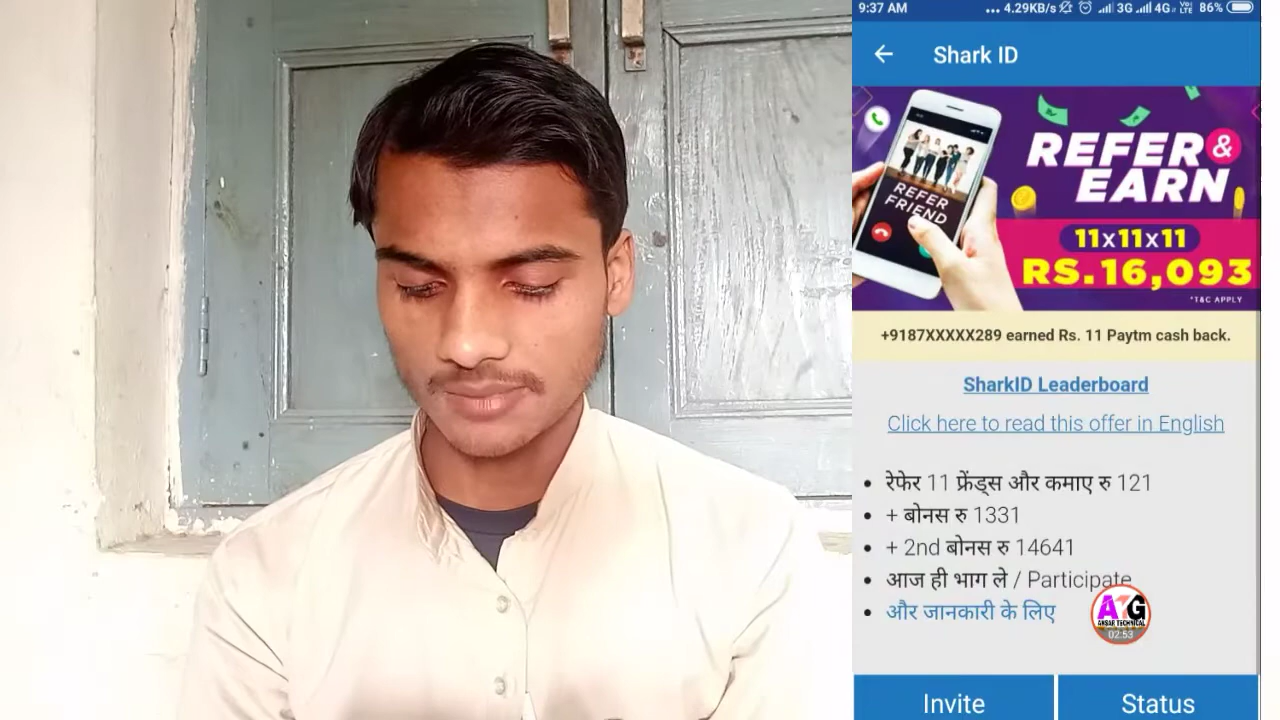 9:37 AM
... 4.29KB/s 3G 4G VoLTE 86%
Shark ID
REFER &
EARN
REFER
FRIEND
11x11x11
RS.16,093
*T&C APPLY
+9187XXXXX289 earned Rs. 11 Paytm cash back.
SharkID Leaderboard
Click here to read this offer in English
• रेफेर 11 फ्रेंड्स और कमाए रु 121
• + बोनस रु 1331
• + 2nd बोनस रु 14641
• आज ही भाग ले / Participate
• और जानकारी के लिए
ATG
ANSAR TECHNICAL
02:53
Invite
Status